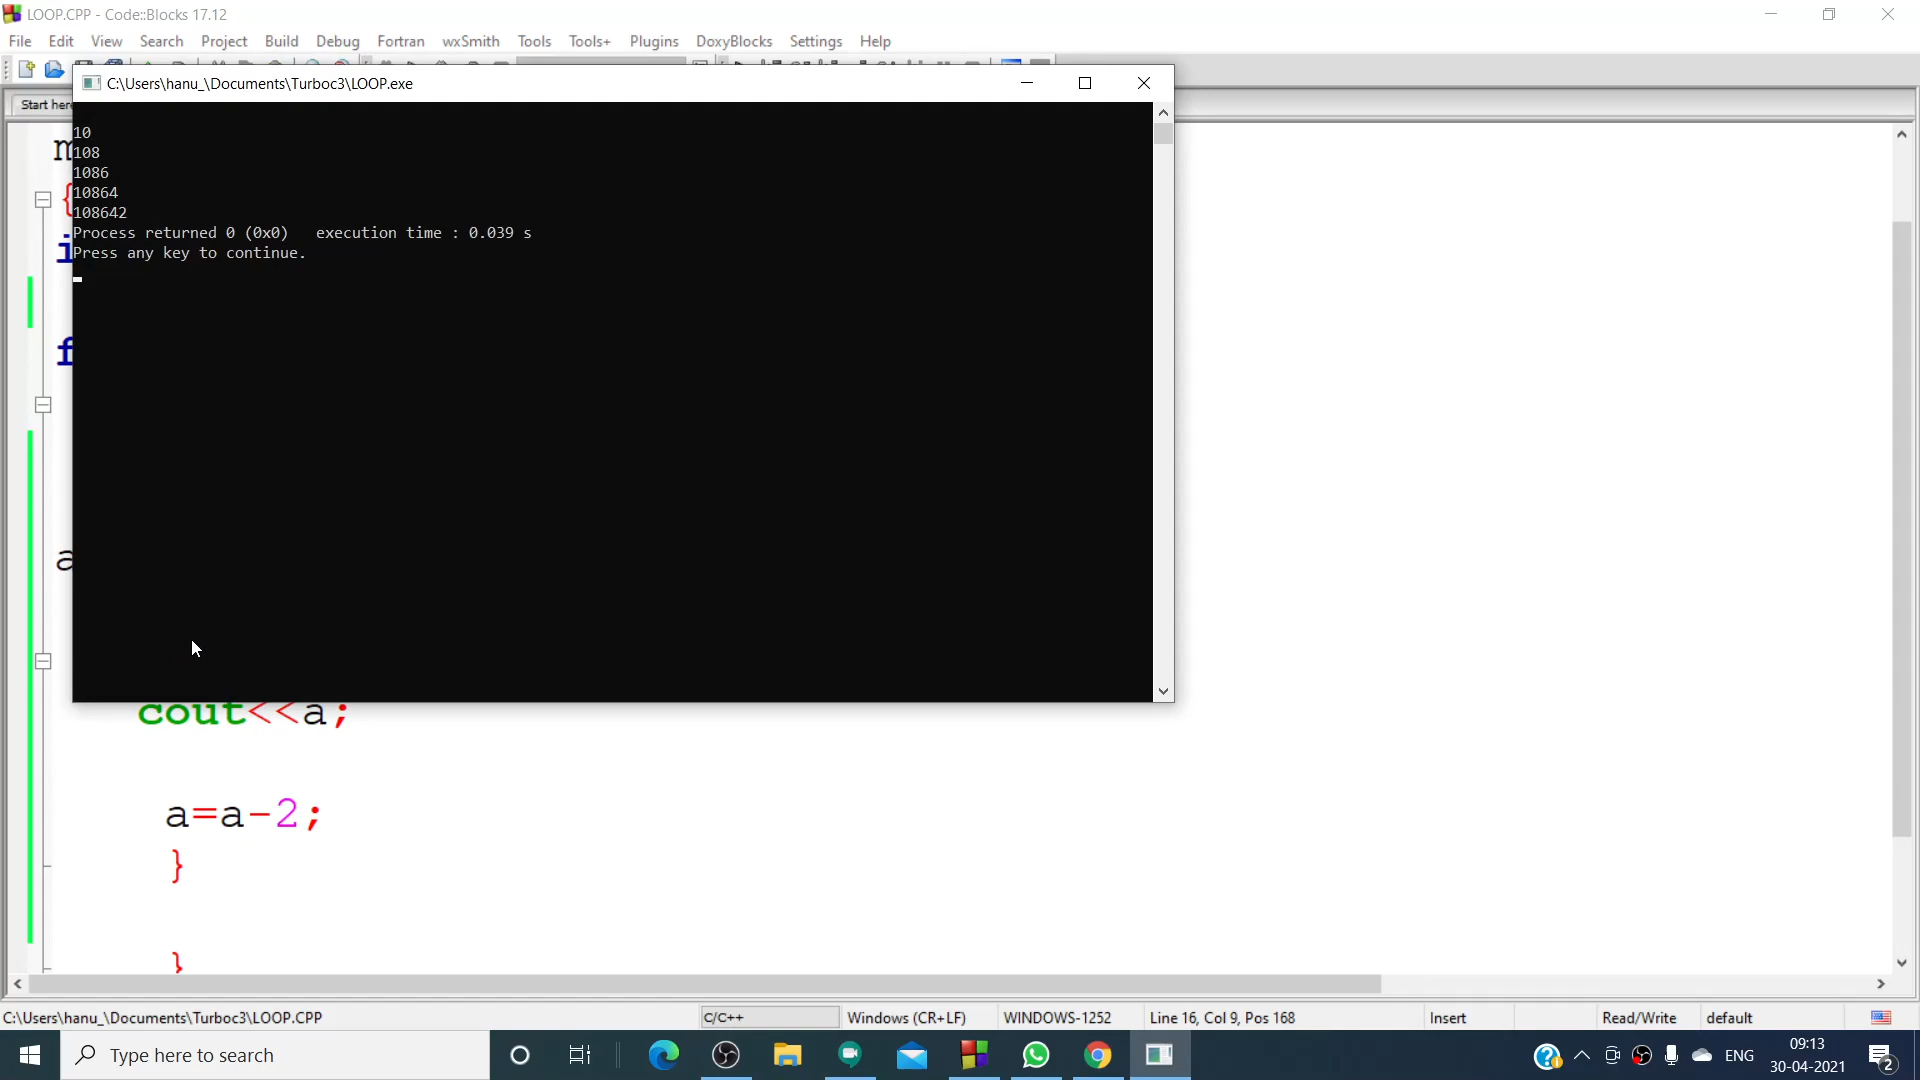 LOOP.CPP - Code::Blocks 17.12
File Edit View Search Project Build Debug Fortran wxSmith Tools Tools+ Plugins DoxyBlocks Settings Help
C:\Users\hanu_\Documents\Turboc3\LOOP.exe
Start here
10
108
1086
10864
108642
Process returned 0 (0x0)   execution time : 0.039 s
Press any key to continue.
m
{
i
f
a
cout<<a;
a=a-2;
}
}
C:\Users\hanu_\Documents\Turboc3\LOOP.CPP C/C++ Windows (CR+LF) WINDOWS-1252 Line 16, Col 9, Pos 168 Insert Read/Write default
Type here to search
ENG
09:13
30-04-2021
2